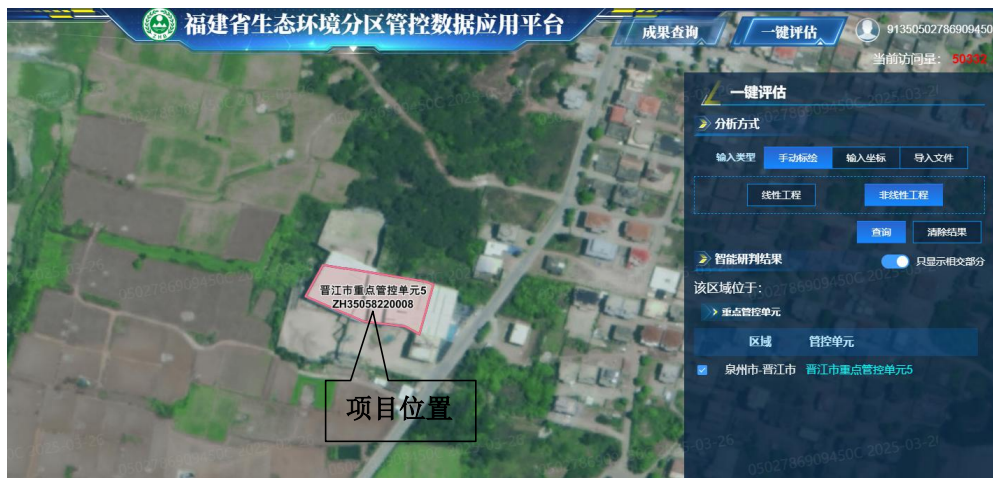 福建省生态环境分区管控数据应用平台
成果查询
一键评估
91350502786909450
当前访问量： 50332
一键评估
分析方式
输入类型 手动标绘 输入坐标 导入文件
线性工程 非线性工程
查询 清除结果
智能研判结果 只显示相交部分
该区域位于：
重点管控单元
区域 管控单元
泉州市-晋江市 晋江市重点管控单元5
晋江市重点管控单元5
ZH35058220008
项目位置